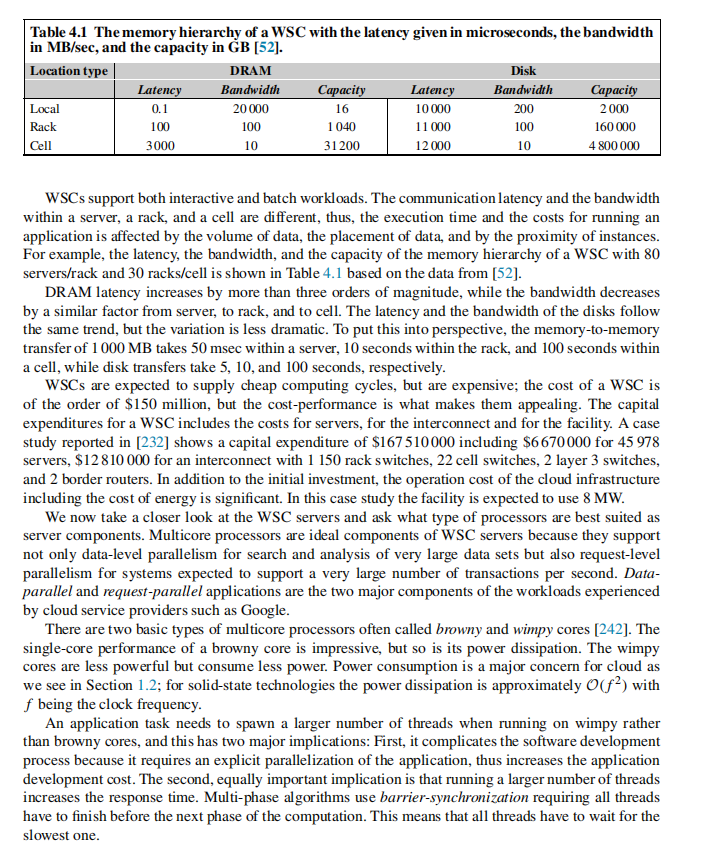 Table 4.1 The memory hierarchy of a WSC with the latency given in microseconds, the bandwidth
in MB/sec, and the capacity in GB [52].
Location type DRAM Disk
Latency Bandwidth Capacity Latency Bandwidth Capacity
Local 0.1 20 000 16 10 000 200 2 000
Rack 100 100 1 040 11 000 100 160 000
Cell 3000 10 31 200 12 000 10 4 800 000
WSCs support both interactive and batch workloads. The communication latency and the bandwidth
within a server, a rack, and a cell are different, thus, the execution time and the costs for running an
application is affected by the volume of data, the placement of data, and by the proximity of instances.
For example, the latency, the bandwidth, and the capacity of the memory hierarchy of a WSC with 80
servers/rack and 30 racks/cell is shown in Table 4.1 based on the data from [52].
DRAM latency increases by more than three orders of magnitude, while the bandwidth decreases
by a similar factor from server, to rack, and to cell. The latency and the bandwidth of the disks follow
the same trend, but the variation is less dramatic. To put this into perspective, the memory-to-memory
transfer of 1 000 MB takes 50 msec within a server, 10 seconds within the rack, and 100 seconds within
a cell, while disk transfers take 5, 10, and 100 seconds, respectively.
WSCs are expected to supply cheap computing cycles, but are expensive; the cost of a WSC is
of the order of $150 million, but the cost-performance is what makes them appealing. The capital
expenditures for a WSC includes the costs for servers, for the interconnect and for the facility. A case
study reported in [232] shows a capital expenditure of $167 510 000 including $6 670 000 for 45 978
servers, $12 810 000 for an interconnect with 1 150 rack switches, 22 cell switches, 2 layer 3 switches,
and 2 border routers. In addition to the initial investment, the operation cost of the cloud infrastructure
including the cost of energy is significant. In this case study the facility is expected to use 8 MW.
We now take a closer look at the WSC servers and ask what type of processors are best suited as
server components. Multicore processors are ideal components of WSC servers because they support
not only data-level parallelism for search and analysis of very large data sets but also request-level
parallelism for systems expected to support a very large number of transactions per second. Data-
parallel and request-parallel applications are the two major components of the workloads experienced
by cloud service providers such as Google.
There are two basic types of multicore processors often called browny and wimpy cores [242]. The
single-core performance of a browny core is impressive, but so is its power dissipation. The wimpy
cores are less powerful but consume less power. Power consumption is a major concern for cloud as
we see in Section 1.2; for solid-state technologies the power dissipation is approximately O(f²) with
f being the clock frequency.
An application task needs to spawn a larger number of threads when running on wimpy rather
than browny cores, and this has two major implications: First, it complicates the software development
process because it requires an explicit parallelization of the application, thus increases the application
development cost. The second, equally important implication is that running a larger number of threads
increases the response time. Multi-phase algorithms use barrier-synchronization requiring all threads
have to finish before the next phase of the computation. This means that all threads have to wait for the
slowest one.